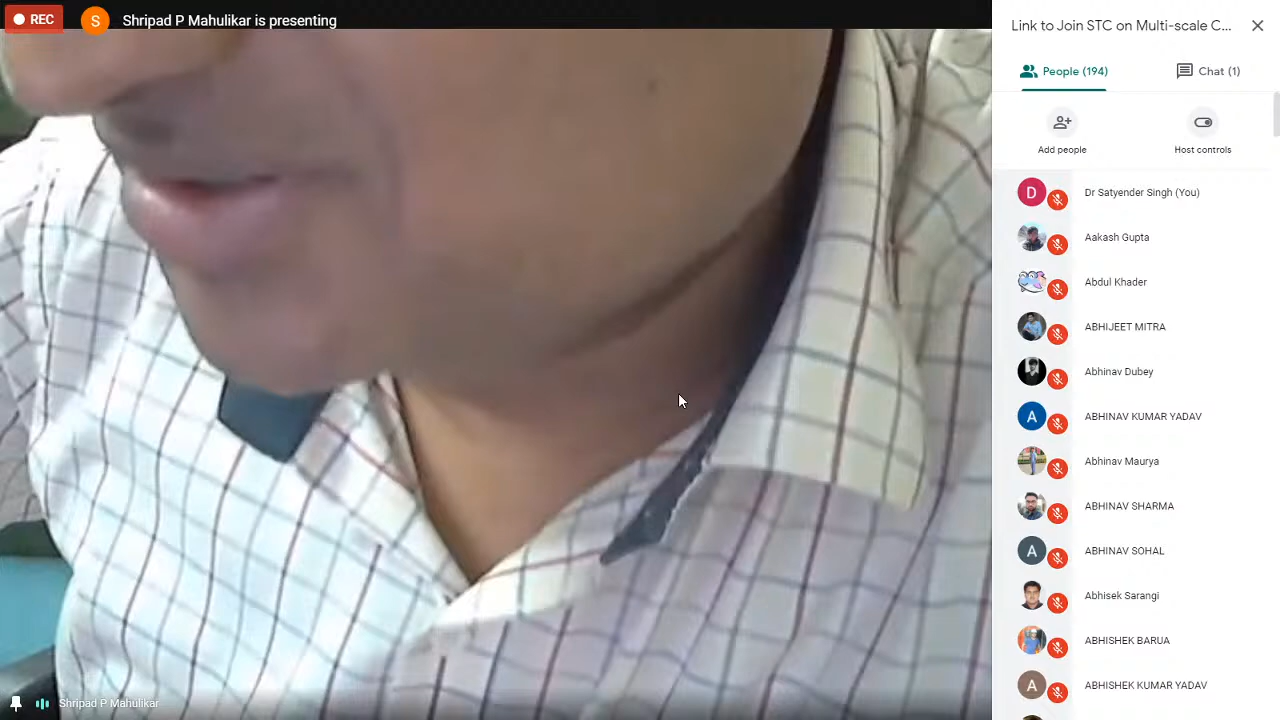 REC
S
Shripad P Mahulikar is presenting
Link to Join STC on Multi-scale C...
People (194)
Chat (1)
Add people
Host controls
D
Dr Satyender Singh (You)
Aakash Gupta
Abdul Khader
ABHIJEET MITRA
Abhinav Dubey
A
ABHINAV KUMAR YADAV
Abhinav Maurya
ABHINAV SHARMA
A
ABHINAV SOHAL
Abhisek Sarangi
ABHISHEK BARUA
A
ABHISHEK KUMAR YADAV
Shripad P Mahulikar